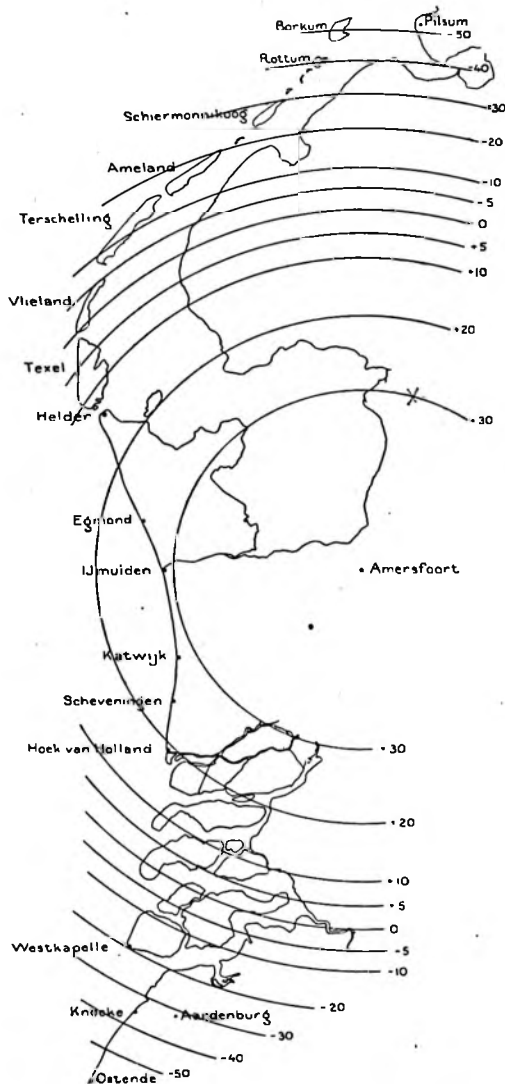 Borkum
Pilsum
-50
Rottum
-40
+30
Schiermonnikoog
-20
Ameland
-10
-5
Terschelling
0
+5
+10
Vlieland
+20
Texel
Helder
+30
Egmond
IJmuiden
Amersfoort
Katwijk
Scheveningen
Hoek van Holland
+30
+20
+10
+5
0
-5
Westkapelle
-10
-20
Knocke
Aardenburg
-30
-40
-50
Ostende